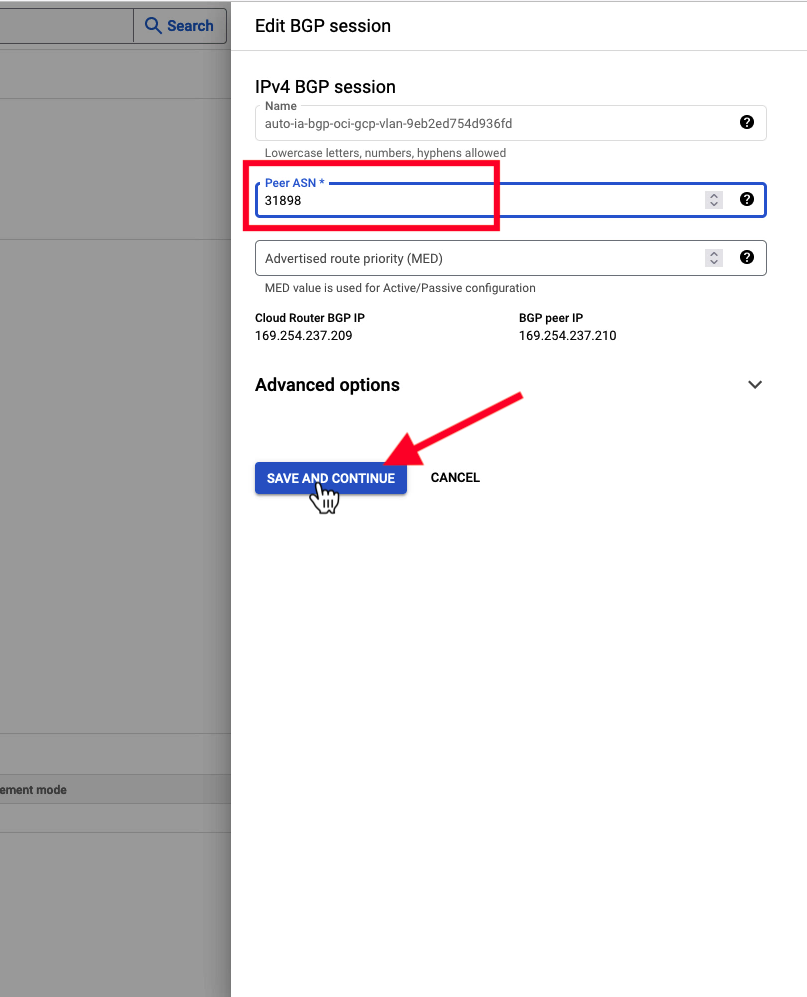 Search
Edit BGP session
IPv4 BGP session
Name
auto-ia-bgp-oci-gcp-vlan-9eb2ed754d936fd
Lowercase letters, numbers, hyphens allowed
Peer ASN *
31898
Advertised route priority (MED)
MED value is used for Active/Passive configuration
Cloud Router BGP IP
BGP peer IP
169.254.237.209
169.254.237.210
Advanced options
SAVE AND CONTINUE
CANCEL
ement mode